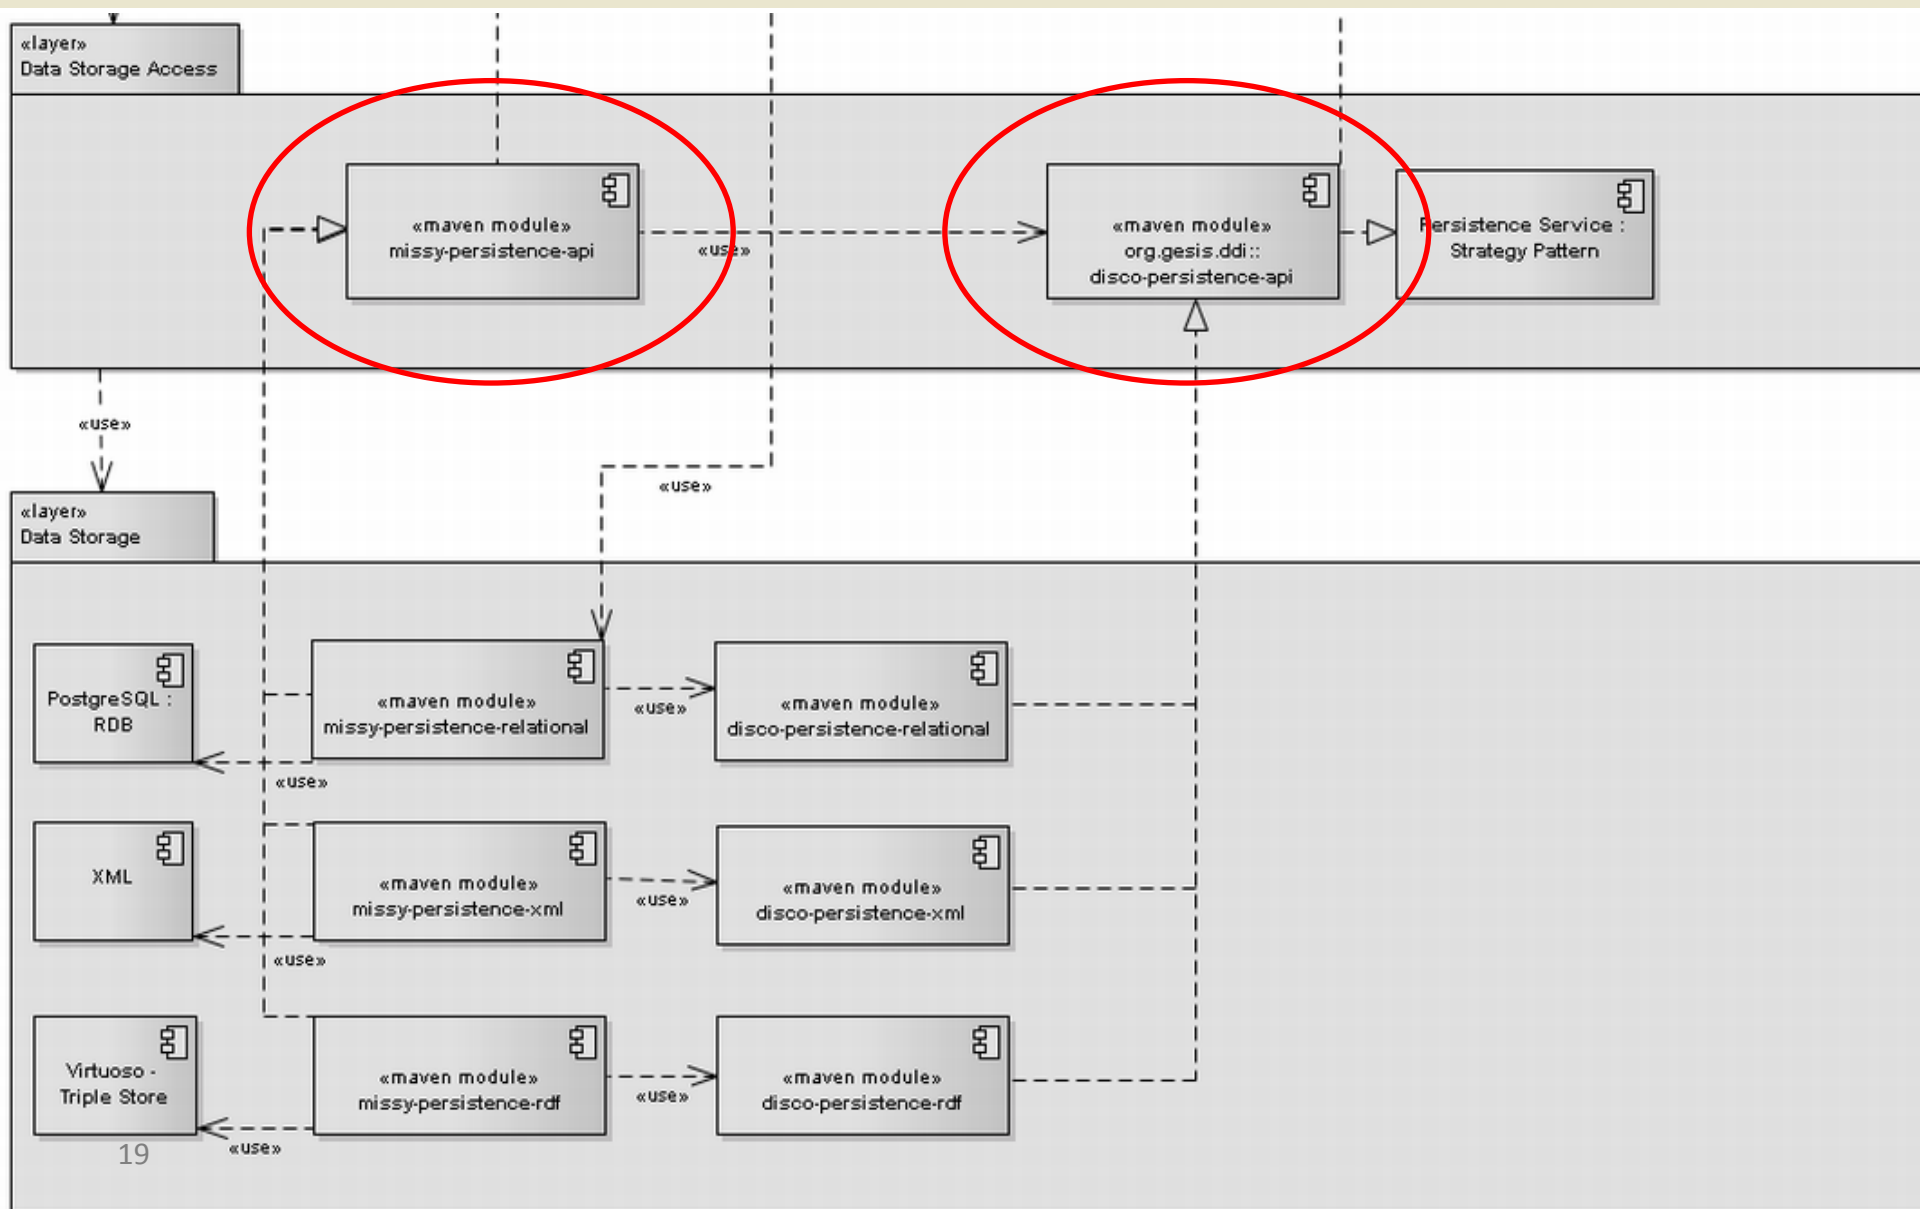 «layer»
Data Storage Access
«maven module»
missy-persistence-api
«use»
«maven module»
org.gesis.ddi::
disco-persistence-api
Persistence Service :
Strategy Pattern
«use»
«use»
«layer»
Data Storage
PostgreSQL :
RDB
«maven module»
missy-persistence-relational
«use»
«maven module»
disco-persistence-relational
«use»
XML
«maven module»
missy-persistence-xml
«use»
«maven module»
disco-persistence-xml
«use»
Virtuoso -
Triple Store
«maven module»
missy-persistence-rdf
«use»
«maven module»
disco-persistence-rdf
«use»
19